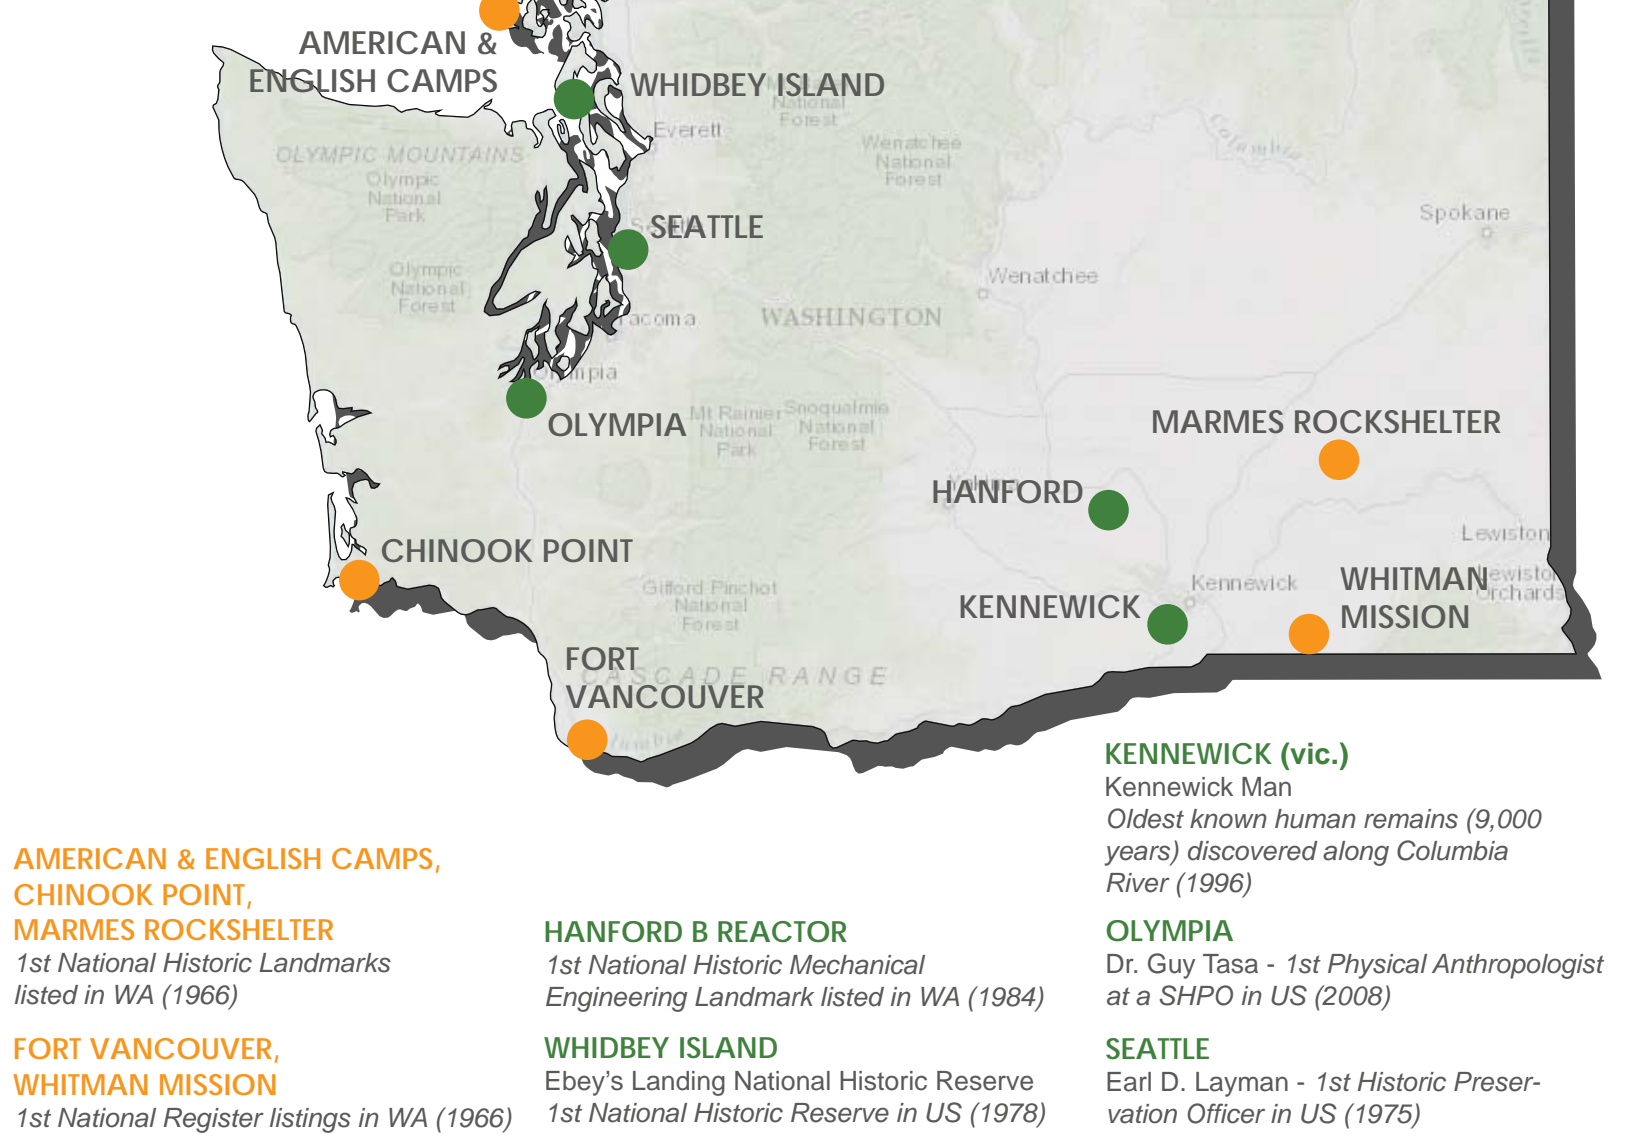 AMERICAN &
ENGLISH CAMPS
WHIDBEY ISLAND
National
Forest
Everett
OLYMPIC MOUNTAINS
Olympic
National
Park
Wenatchee
National
Forest
Columbia
Spokane
SEATTLE
Olympic
National
Forest
Wenatchee
WASHINGTON
OLYMPIA
Mt Rainier
National
Park
Snoqualmie
National
Forest
MARMES ROCKSHELTER
HANFORD
Lewiston
CHINOOK POINT
Gifford Pinchot
National
Forest
Kennewick
KENNEWICK
WHITMAN
MISSION
Orchards
FORT
VANCOUVER
CASCADE RANGE
KENNEWICK (vic.)
Kennewick Man
Oldest known human remains (9,000
years) discovered along Columbia
River (1996)
AMERICAN & ENGLISH CAMPS,
CHINOOK POINT,
MARMES ROCKSHELTER
1st National Historic Landmarks
listed in WA (1966)
FORT VANCOUVER,
WHITMAN MISSION
1st National Register listings in WA (1966)
HANFORD B REACTOR
1st National Historic Mechanical
Engineering Landmark listed in WA (1984)
WHIDBEY ISLAND
Ebey's Landing National Historic Reserve
1st National Historic Reserve in US (1978)
OLYMPIA
Dr. Guy Tasa - 1st Physical Anthropologist
at a SHPO in US (2008)
SEATTLE
Earl D. Layman - 1st Historic Preser-
vation Officer in US (1975)